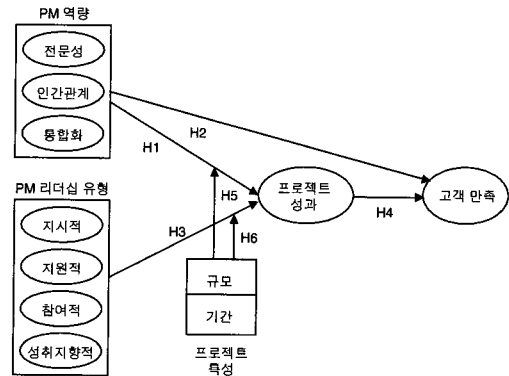 PM 역량
전문성
인간관계
통합화
H1
H2
PM 리더십 유형
지시적
지원적
참여적
성취지향적
H3
H5
H6
프로젝트
성과
H4
고객 만족
규모
기간
프로젝트
특성